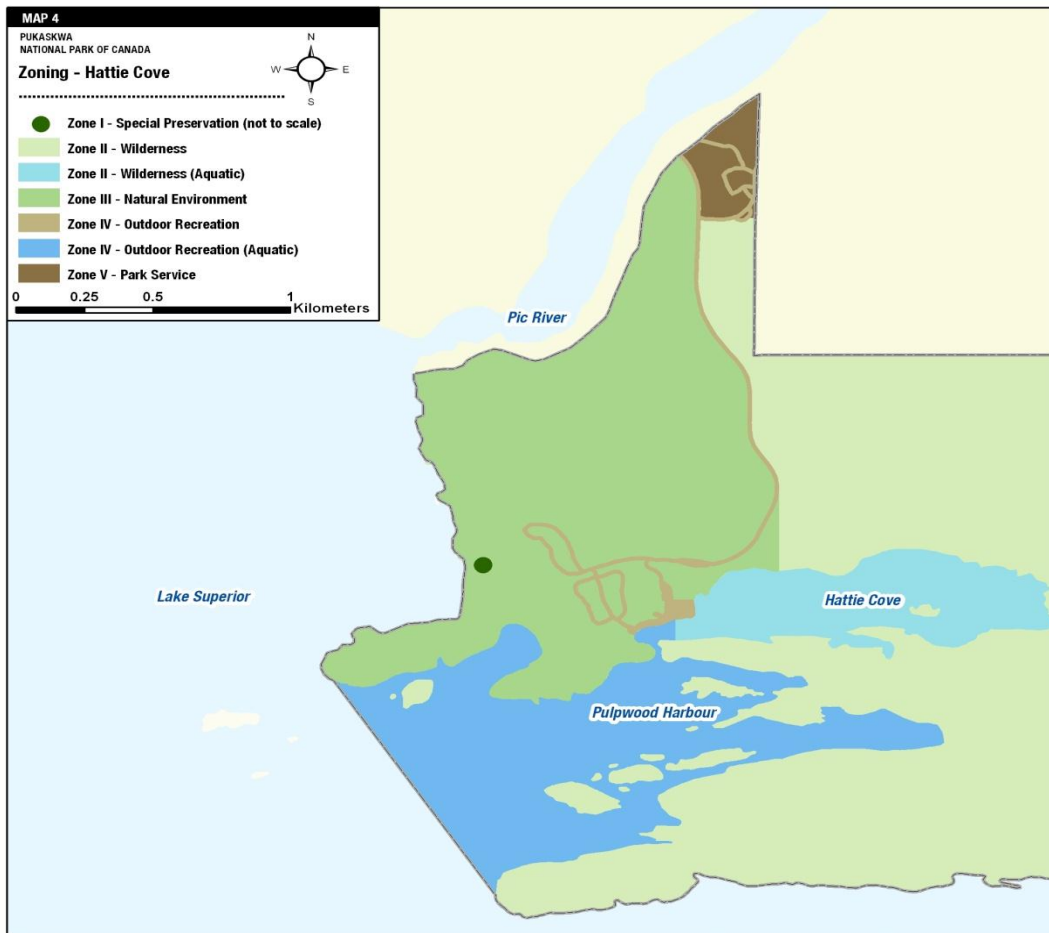 MAP 4
PUKASKWA
NATIONAL PARK OF CANADA
Zoning - Hattie Cove
N
W
E
S
Zone I - Special Preservation (not to scale)
Zone II - Wilderness
Zone II - Wilderness (Aquatic)
Zone III - Natural Environment
Zone IV - Outdoor Recreation
Zone IV - Outdoor Recreation (Aquatic)
Zone V - Park Service
0 0.25 0.5 1
Kilometers
Pic River
Lake Superior
Hattie Cove
Pulpwood Harbour